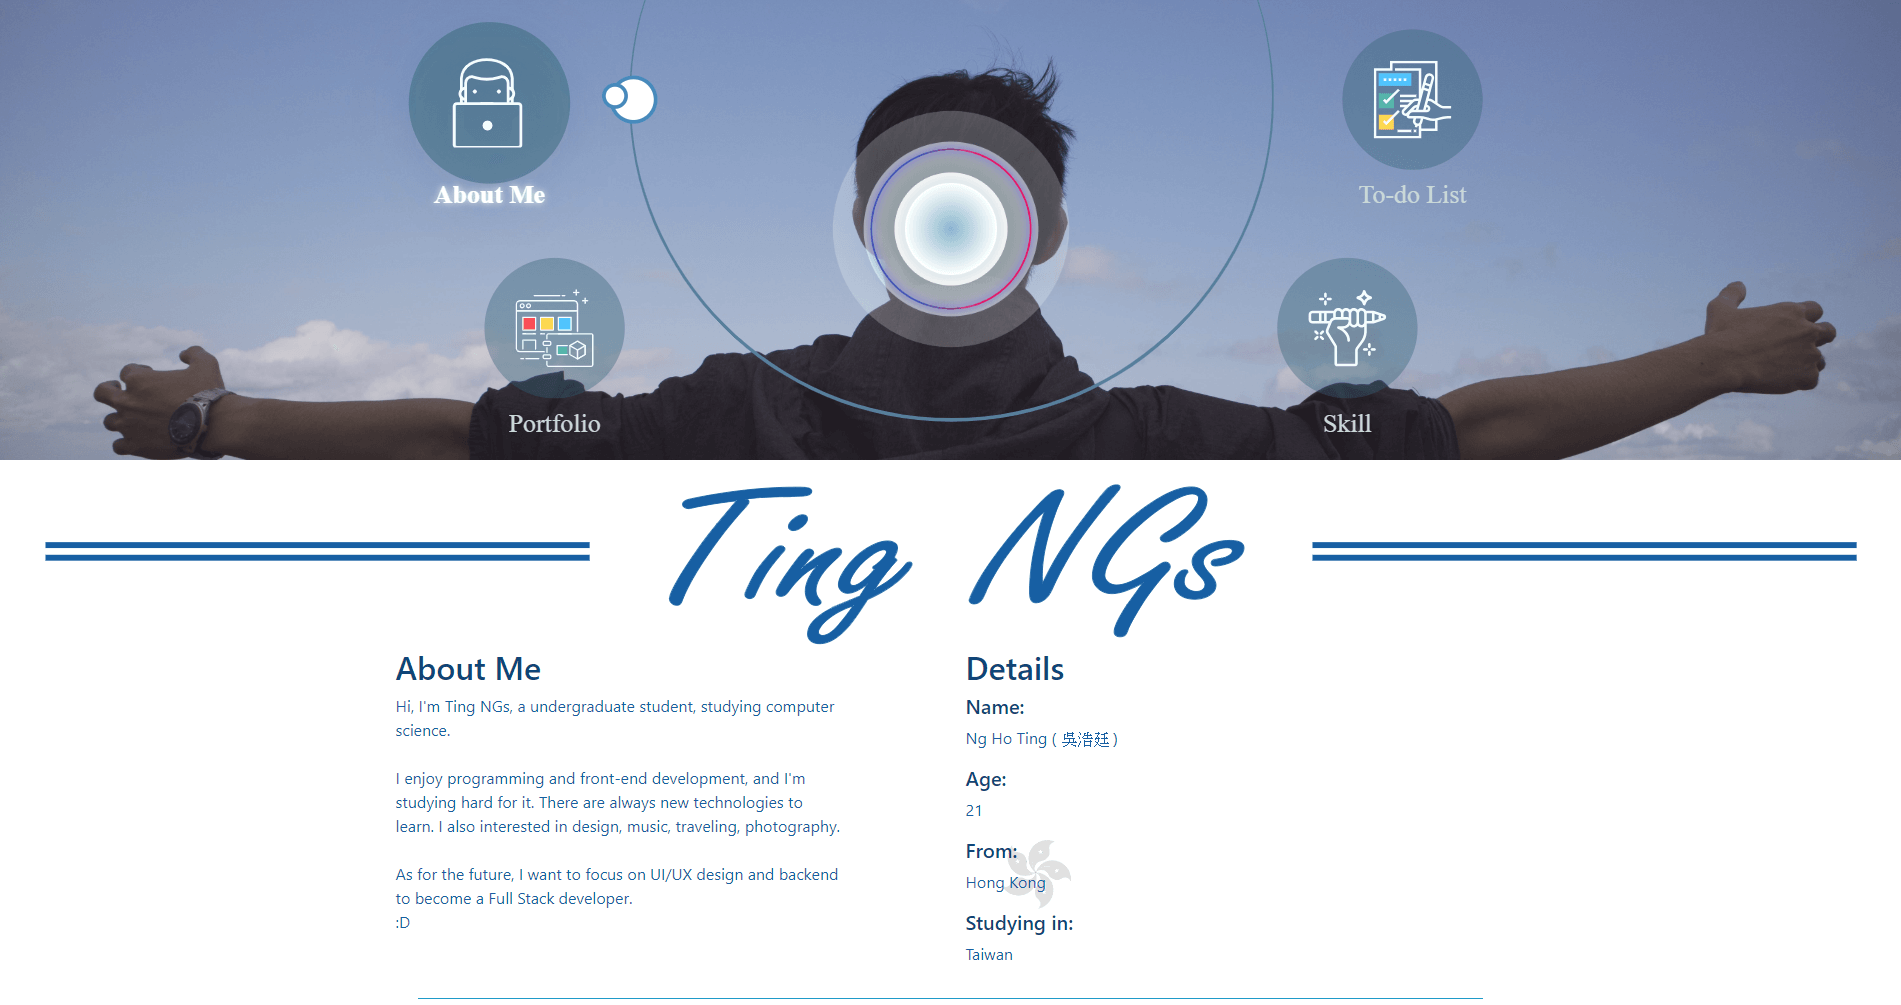 About Me
To-do List
Portfolio
Skill
Ting NGs
About Me
Hi, I'm Ting NGs, a undergraduate student, studying computer
science.
I enjoy programming and front-end development, and I'm
studying hard for it. There are always new technologies to
learn. I also interested in design, music, traveling, photography.
As for the future, I want to focus on UI/UX design and backend
to become a Full Stack developer.
:D
Details
Name:
Ng Ho Ting ( 吳浩廷 )
Age:
21
From:
Hong Kong
Studying in:
Taiwan